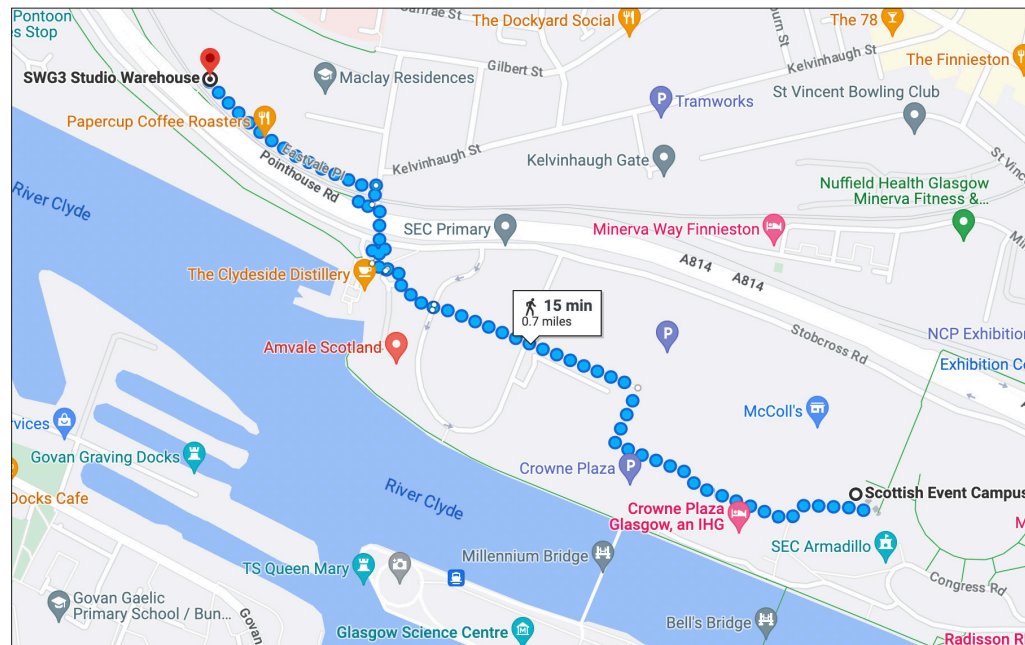 Pontoon
s Stop
The Dockyard Social
The 78
Gilbert St
Kelvinhaugh St
The Finnieston
SWG3 Studio Warehouse
Maclay Residences
Tramworks
St Vincent Bowling Club
Papercup Coffee Roasters
Eastvale Pl
Kelvinhaugh St
Kelvinhaugh Gate
Pointhouse Rd
River Clyde
Nuffield Health Glasgow
Minerva Fitness &...
SEC Primary
Minerva Way Finnieston
A814
A814
The Clydeside Distillery
15 min
0.7 miles
Stobcross Rd
NCP Exhibition
Amvale Scotland
Exhibition Ce
McColl's
rvices
Govan Graving Docks
Crowne Plaza
River Clyde
Docks Cafe
Scottish Event Campus
Crowne Plaza
Glasgow, an IHG
SEC Armadillo
Millennium Bridge
TS Queen Mary
Congress Rd
Govan Gaelic
Primary School / Bun...
Govan
Glasgow Science Centre
Bell's Bridge
Radisson R